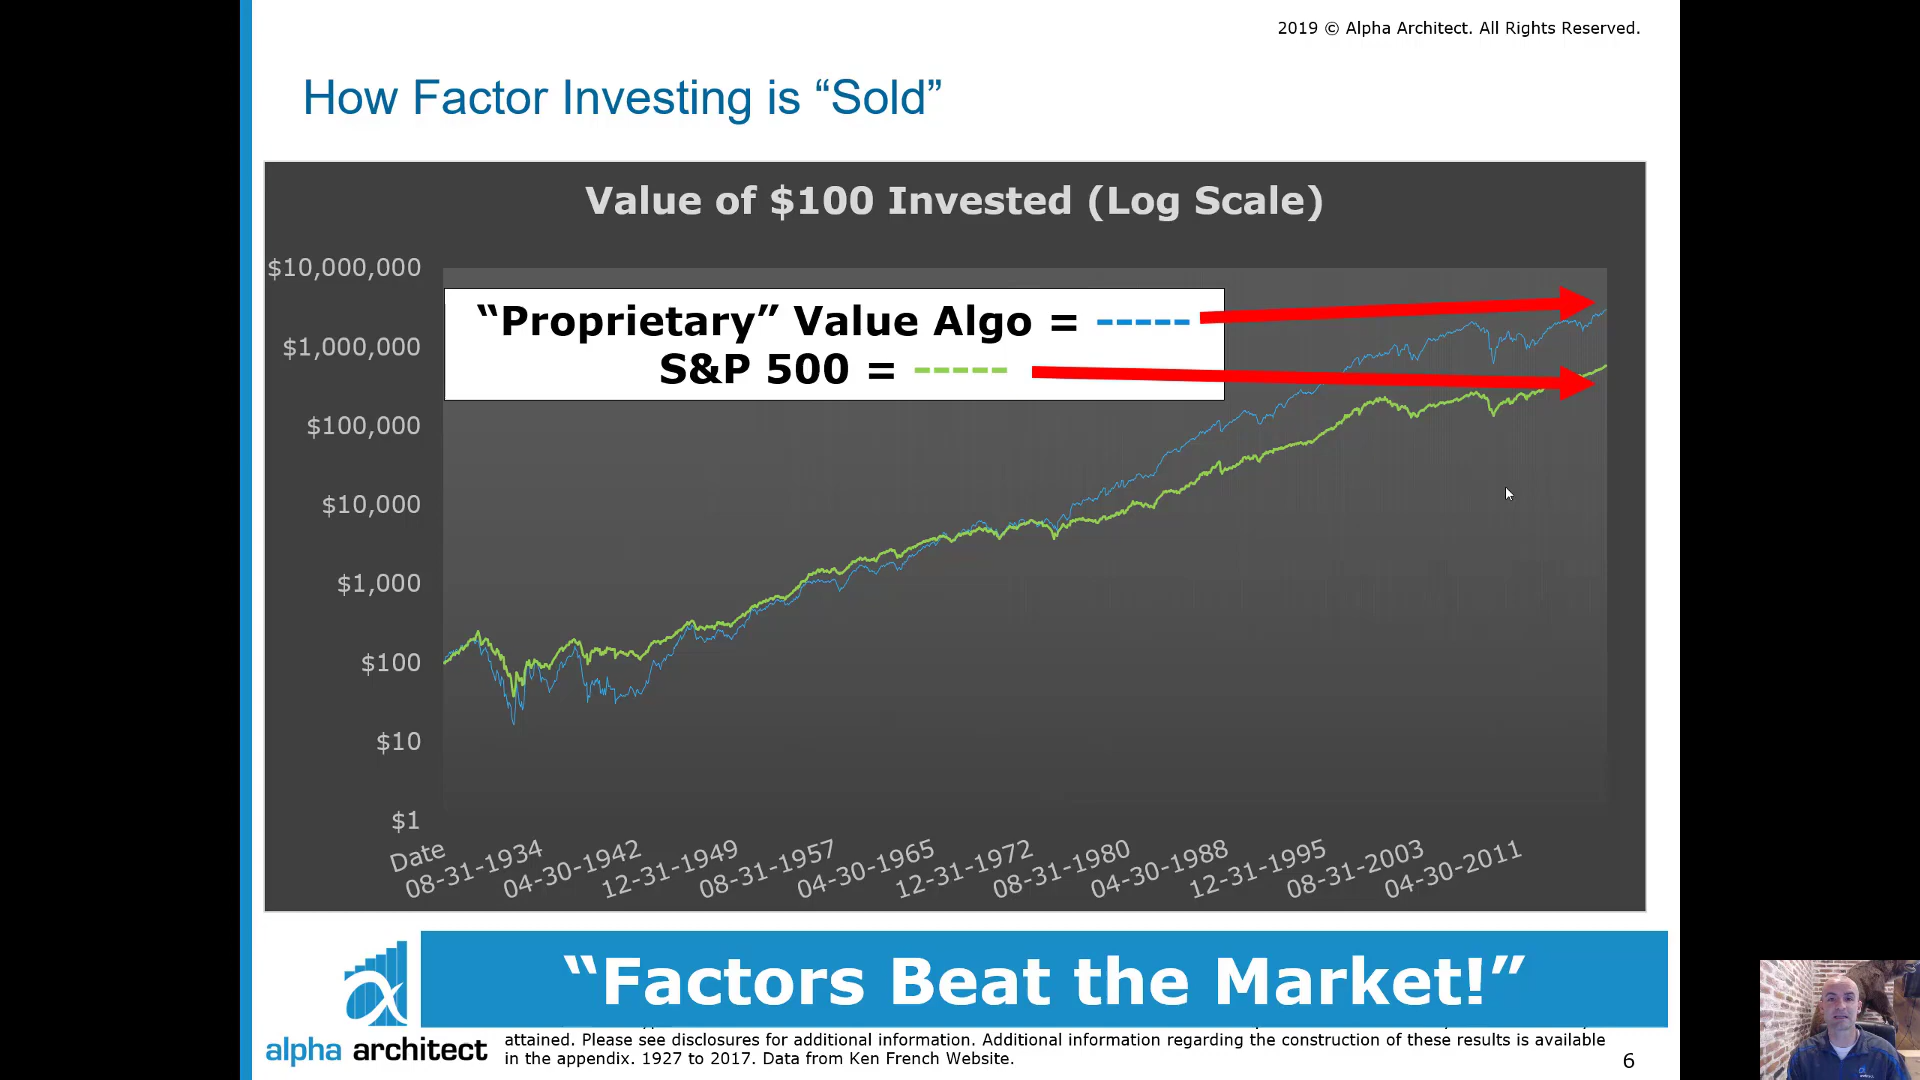 2019 © Alpha Architect. All Rights Reserved.
How Factor Investing is “Sold”
Value of $100 Invested (Log Scale)
$10,000,000
$1,000,000
$100,000
$10,000
$1,000
$100
$10
$1
“Proprietary” Value Algo = -----
S&P 500 = -----
Date
08-31-1934
04-30-1942
12-31-1949
08-31-1957
04-30-1965
12-31-1972
08-31-1980
04-30-1988
12-31-1995
08-31-2003
04-30-2011
“Factors Beat the Market!”
alpha architect
attained. Please see disclosures for additional information. Additional information regarding the construction of these results is available
in the appendix. 1927 to 2017. Data from Ken French Website.
6